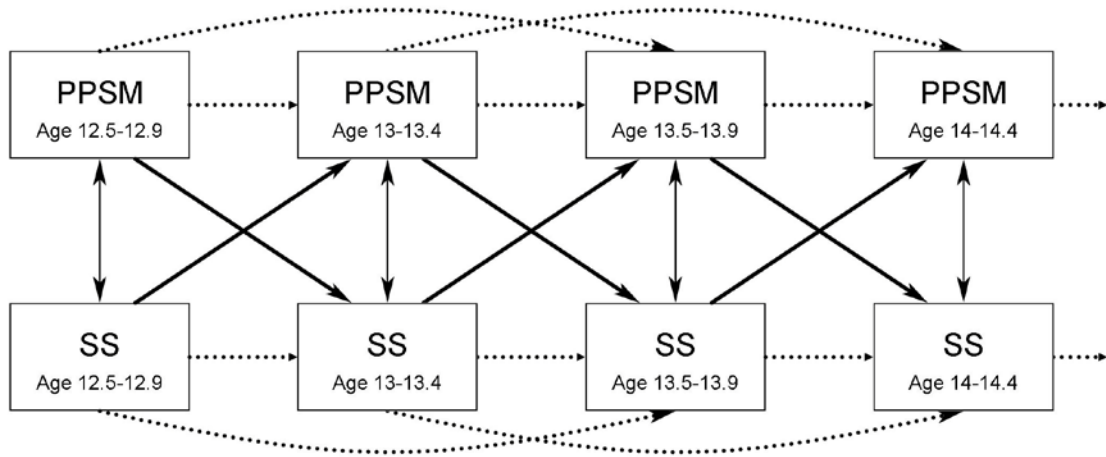 PPSM
Age 12.5-12.9
PPSM
Age 13-13.4
PPSM
Age 13.5-13.9
PPSM
Age 14-14.4
SS
Age 12.5-12.9
SS
Age 13-13.4
SS
Age 13.5-13.9
SS
Age 14-14.4